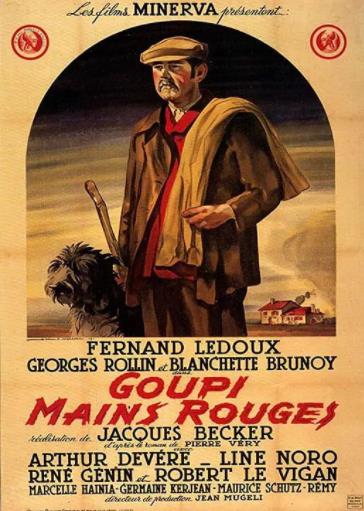 Les films MINERVA présentent..:
FERNAND LEDOUX
GEORGES ROLLIN et BLANCHETTE BRUNOY
dans
GOUPI
MAINS ROUGES
réalisation de JACQUES BECKER
d'après le roman de PIERRE VÉRY
avec
ARTHUR DEVÉRE _ LINE NORO
RENÉ GÉNIN et ROBERT LE VIGAN
MARCELLE HAINIA - GERMAINE KERJEAN - MAURICE SCHUTZ - RÉMY
directeur de production JEAN MUGELI